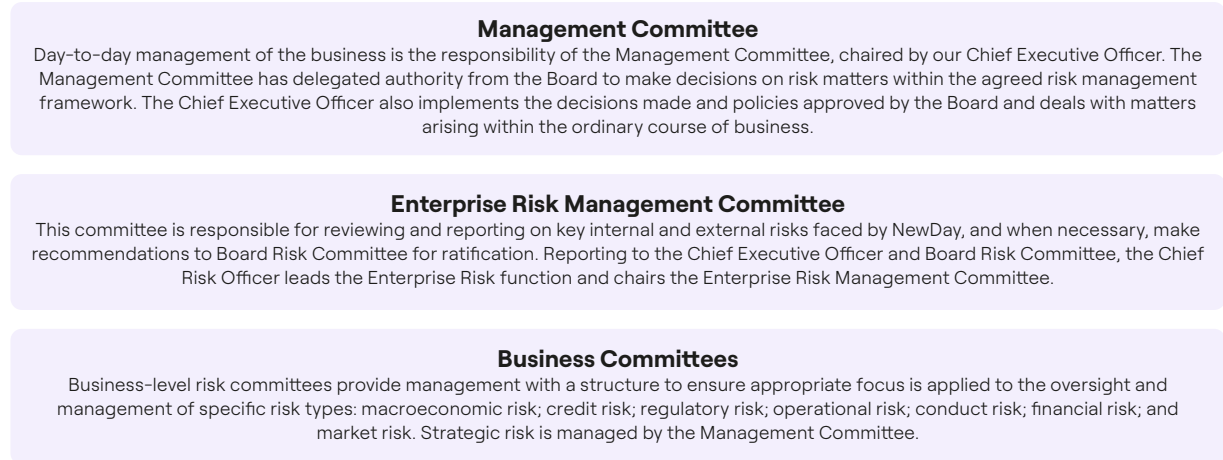 Management Committee
Day-to-day management of the business is the responsibility of the Management Committee, chaired by our Chief Executive Officer. The
Management Committee has delegated authority from the Board to make decisions on risk matters within the agreed risk management
framework. The Chief Executive Officer also implements the decisions made and policies approved by the Board and deals with matters
arising within the ordinary course of business.
Enterprise Risk Management Committee
This committee is responsible for reviewing and reporting on key internal and external risks faced by NewDay, and when necessary, make
recommendations to Board Risk Committee for ratification. Reporting to the Chief Executive Officer and Board Risk Committee, the Chief
Risk Officer leads the Enterprise Risk function and chairs the Enterprise Risk Management Committee.
Business Committees
Business-level risk committees provide management with a structure to ensure appropriate focus is applied to the oversight and
management of specific risk types: macroeconomic risk; credit risk; regulatory risk; operational risk; conduct risk; financial risk; and
market risk. Strategic risk is managed by the Management Committee.